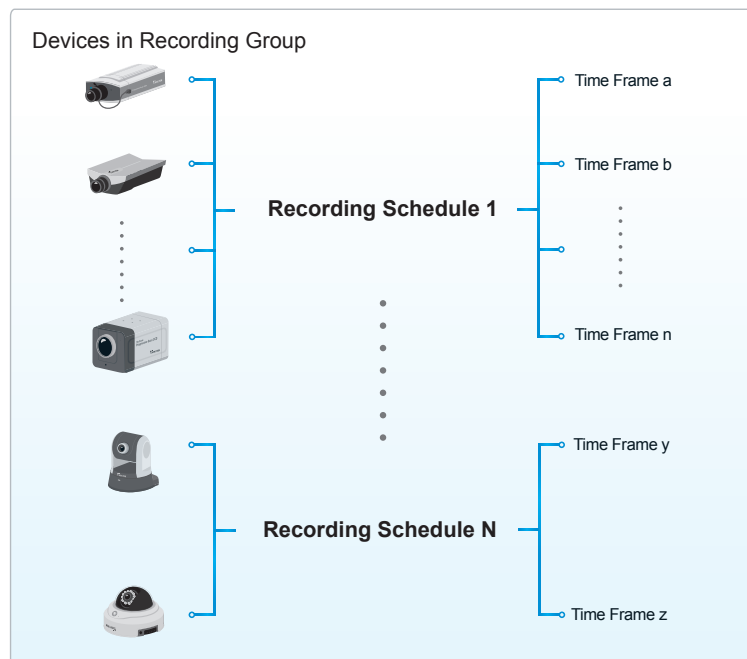 Devices in Recording Group
Time Frame a
Time Frame b
Recording Schedule 1
Time Frame n
Time Frame y
Recording Schedule N
Time Frame z